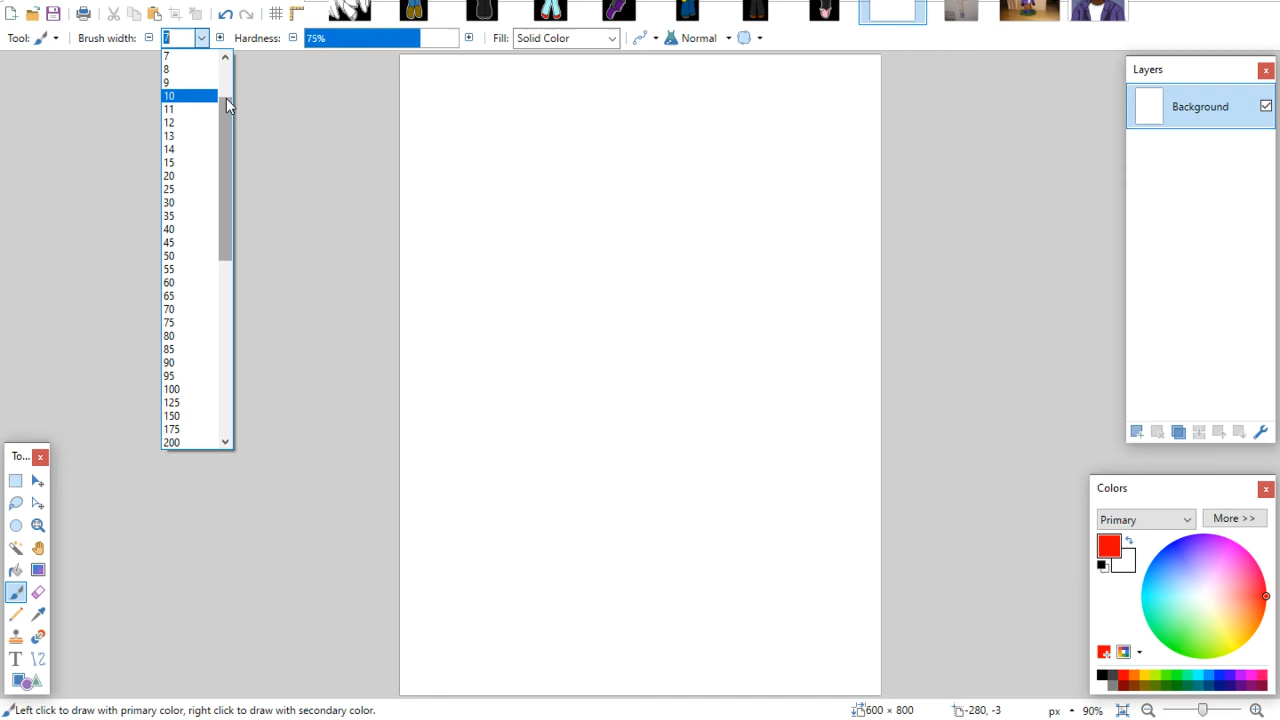 Tool:
Brush width:
7
Hardness:
75%
Fill:
Solid Color
Normal
7
8
9
10
11
12
13
14
15
20
25
30
35
40
45
50
55
60
65
70
75
80
85
90
95
100
125
150
175
200
Layers
Background
To...
T
Colors
Primary
More >>
Left click to draw with primary color, right click to draw with secondary color.
600 × 800
-280, -3
px
90%